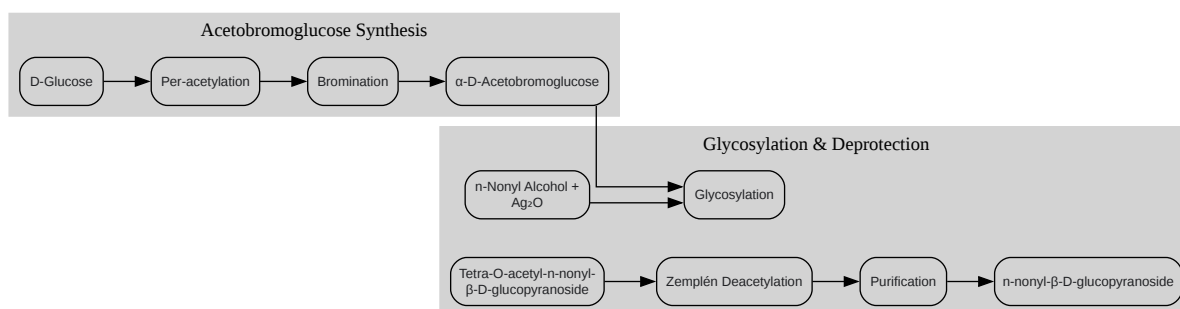 Acetobromoglucose Synthesis
D-Glucose
Per-acetylation
Bromination
α-D-Acetobromoglucose
Glycosylation & Deprotection
n-Nonyl Alcohol +
Ag₂O
Glycosylation
Tetra-O-acetyl-n-nonyl-
β-D-glucopyranoside
Zemplén Deacetylation
Purification
n-nonyl-β-D-glucopyranoside